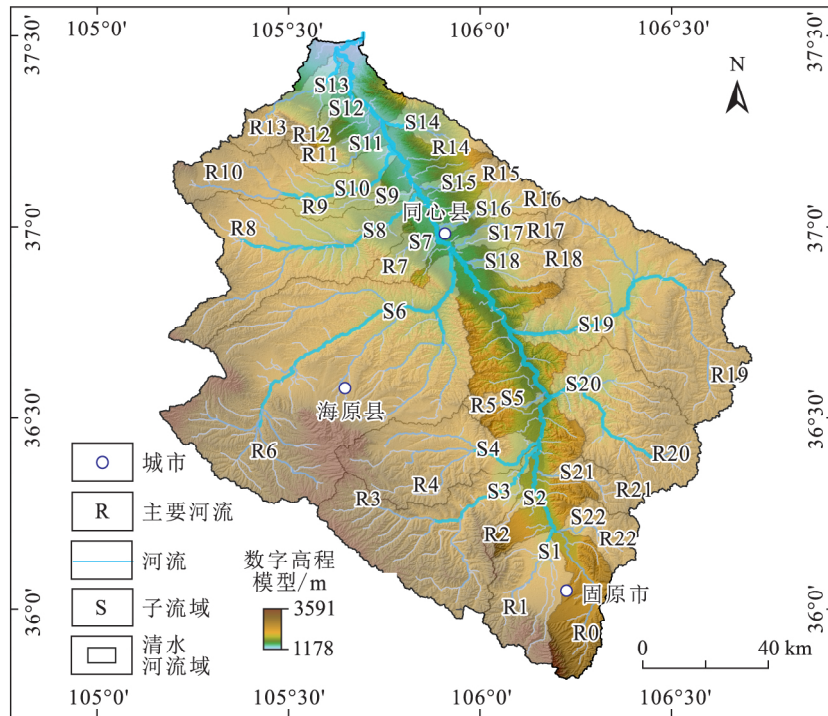 105°0' 105°30' 106°0' 106°30'
37°30' 37°0' 36°30' 36°0'
37°30' 37°0' 36°30' 36°0'
N
S13
S12
R13 R12 S11 S14
R11 R14
R10 S10 S15 R15
R9 S9 R16
同心县 S16
R8 S8 S7 S17 R17
R7 S18 R18
S6
S19
R19
海原县
R5 S5 S20
R6 S4 R20
R4 S3 S21 R21
R3 S2
R2 S22 R22
S1
固原市
R1 R0
城市
R 主要河流
河流
S 子流域
清水
河流域
数字高程
模型/m
3591
1178
0 40 km
105°0' 105°30' 106°0' 106°30'